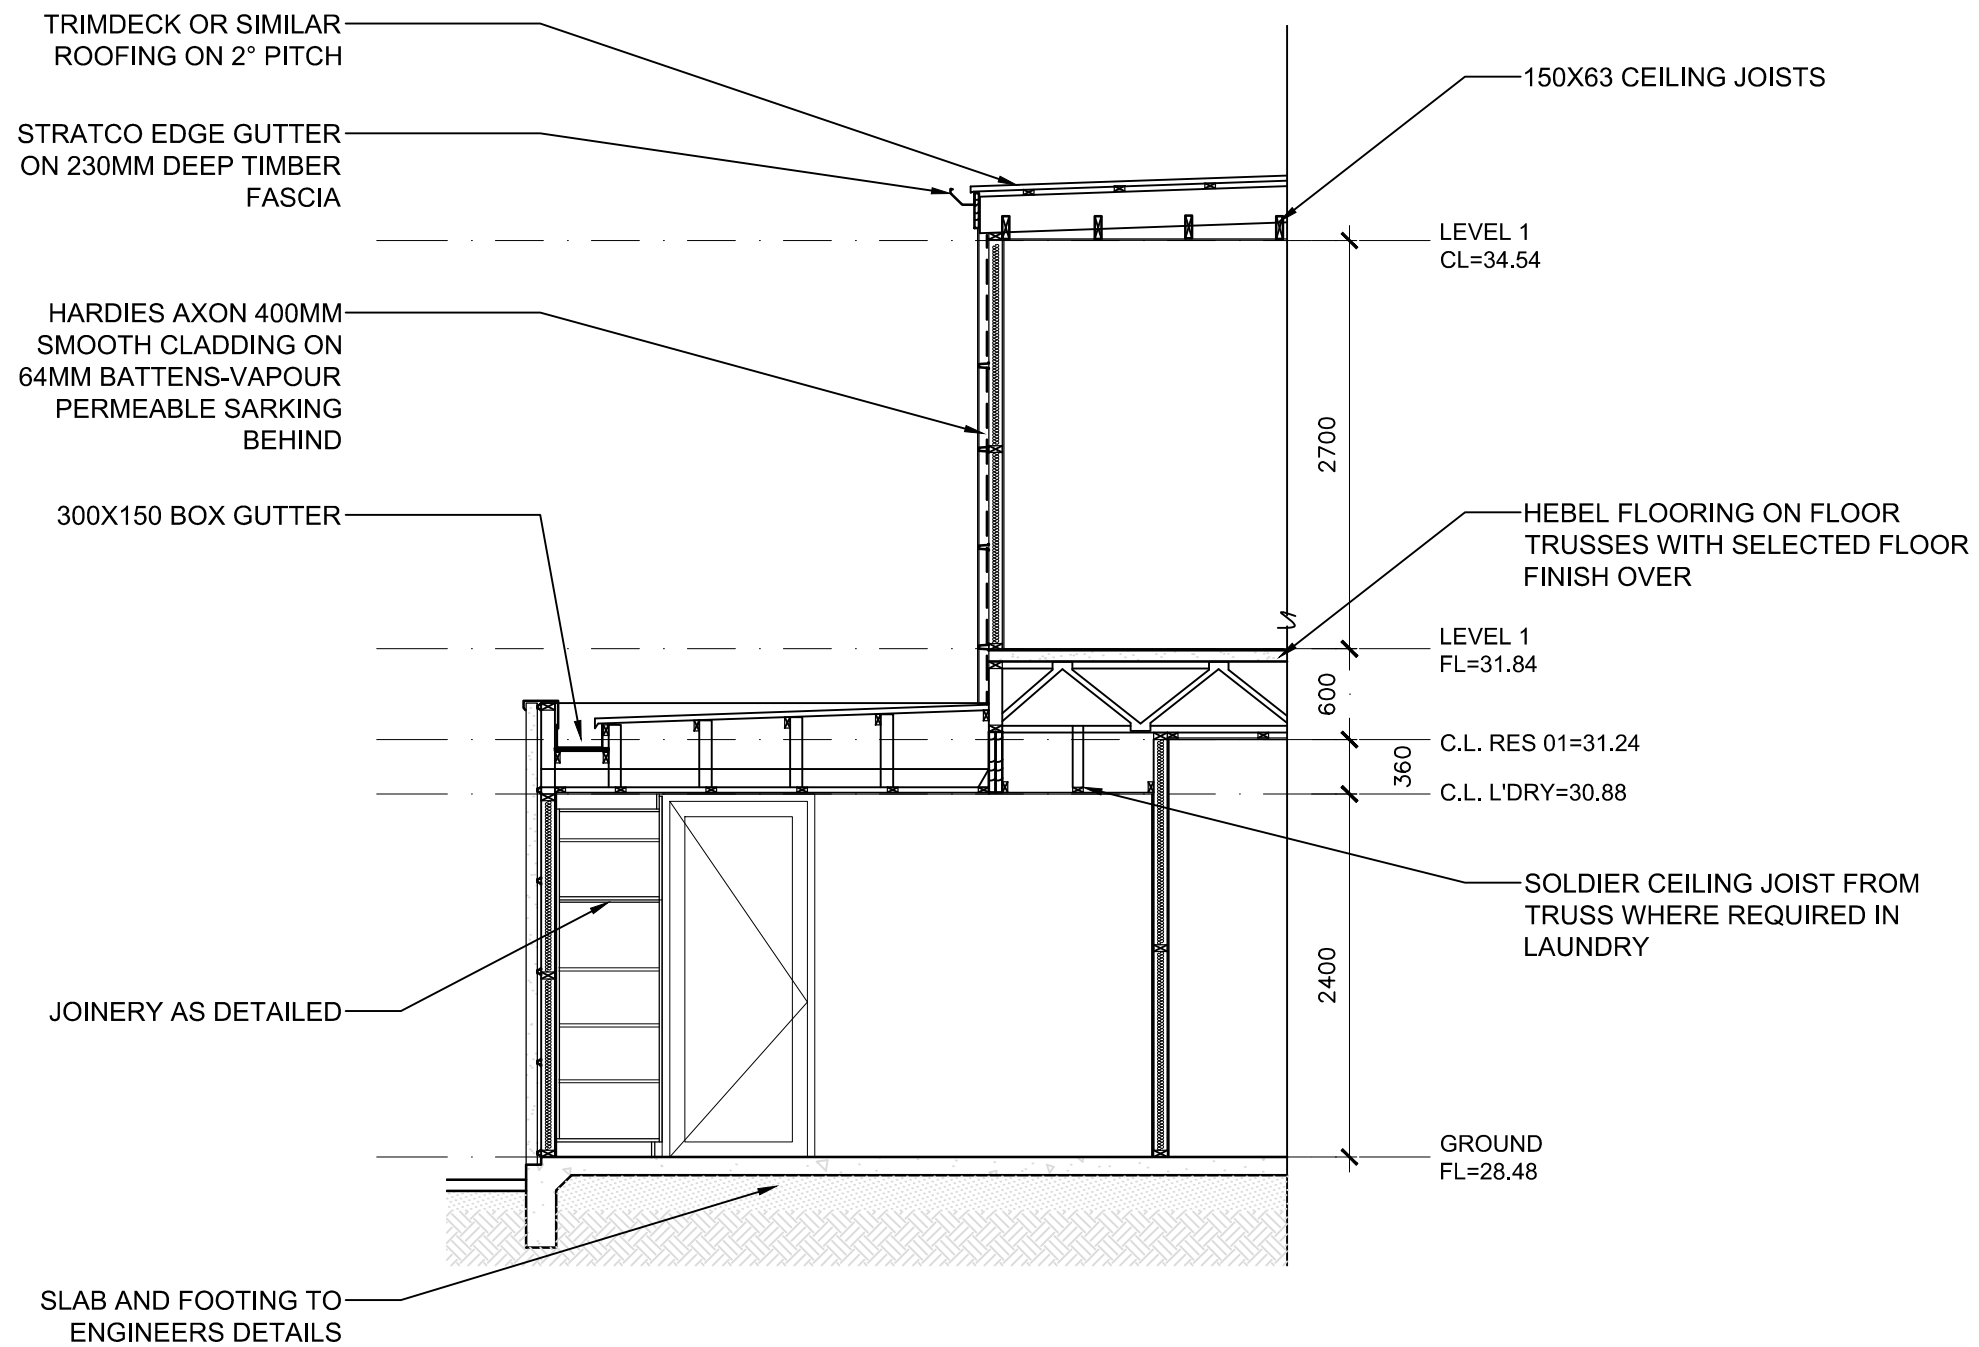 TRIMDECK OR SIMILAR
ROOFING ON 2° PITCH
STRATCO EDGE GUTTER
ON 230MM DEEP TIMBER
FASCIA
HARDIES AXON 400MM
SMOOTH CLADDING ON
64MM BATTENS-VAPOUR
PERMEABLE SARKING
BEHIND
300X150 BOX GUTTER
JOINERY AS DETAILED
SLAB AND FOOTING TO
ENGINEERS DETAILS
150X63 CEILING JOISTS
LEVEL 1
CL=34.54
2700
HEBEL FLOORING ON FLOOR
TRUSSES WITH SELECTED FLOOR
FINISH OVER
LEVEL 1
FL=31.84
600
C.L. RES 01=31.24
360
C.L. L'DRY=30.88
SOLDIER CEILING JOIST FROM
TRUSS WHERE REQUIRED IN
LAUNDRY
2400
GROUND
FL=28.48